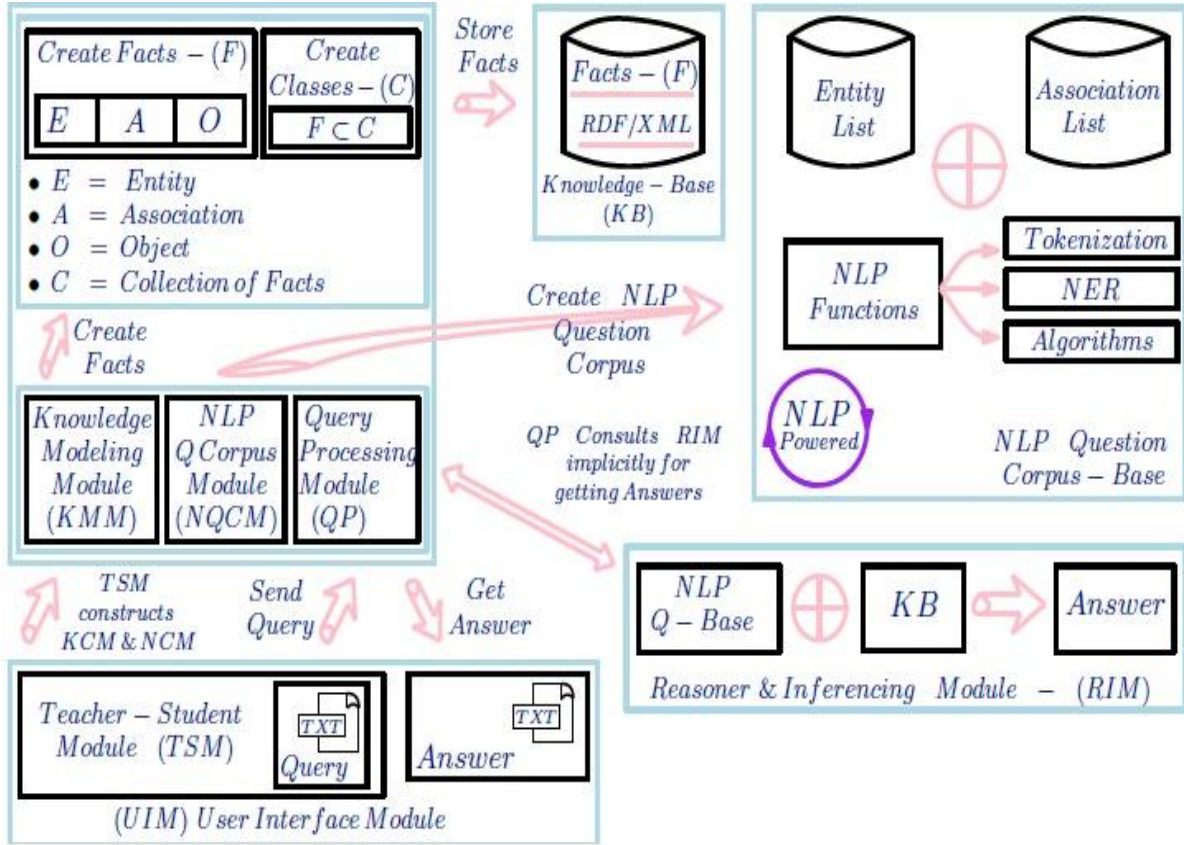 Create Facts – (F)
E A O
Create
Classes – (C)
F ⊂ C
• E = Entity
• A = Association
• O = Object
• C = Collection of Facts
Store
Facts
Facts – (F)
RDF/XML
Knowledge – Base
(KB)
Entity
List
Association
List
NLP
Functions
Tokenization
NER
Algorithms
NLP
Powered
NLP Question
Corpus – Base
Create
Facts
Create NLP
Question
Corpus
Knowledge
Modeling
Module
(KMM)
NLP
Q Corpus
Module
(NQCM)
Query
Processing
Module
(QP)
QP Consults RIM
implicitly for
getting Answers
TSM
constructs
KCM & NCM
Send
Query
Get
Answer
NLP
Q – Base
KB
Answer
Reasoner & Inferencing Module – (RIM)
Teacher – Student
Module (TSM)
TXT
Query
TXT
Answer
(UIM) User Interface Module